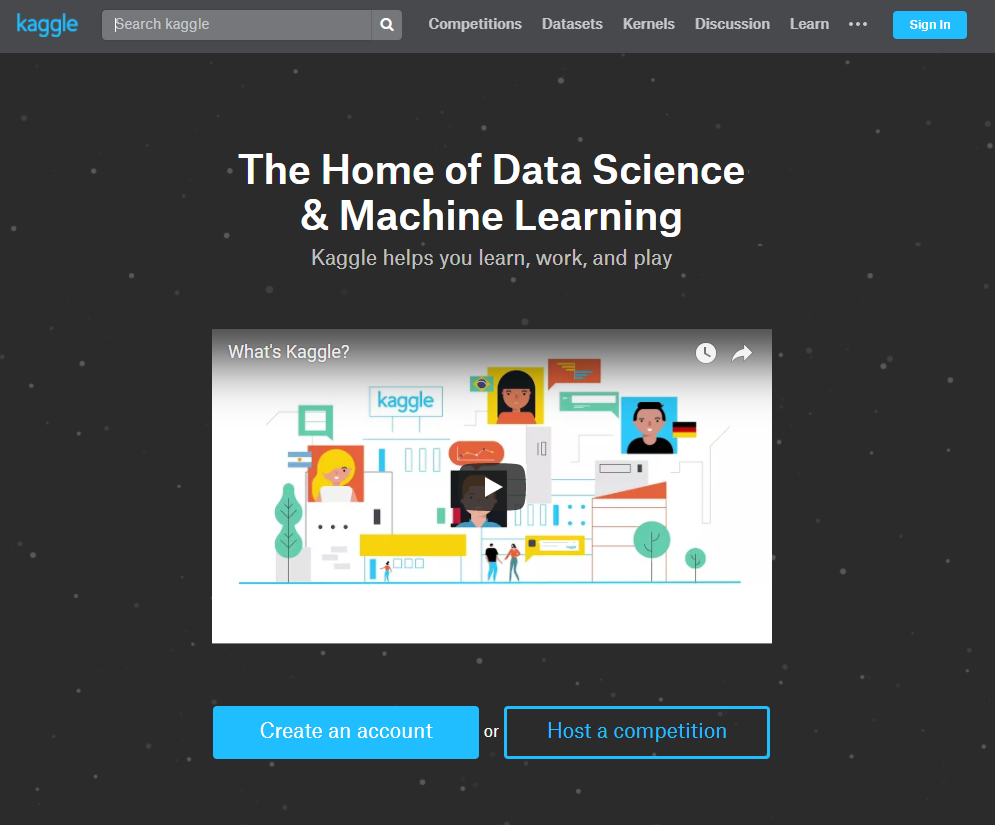 kaggle
Search kaggle
Competitions Datasets Kernels Discussion Learn
Sign In
The Home of Data Science
& Machine Learning
Kaggle helps you learn, work, and play
What's Kaggle?
kaggle
Create an account or Host a competition